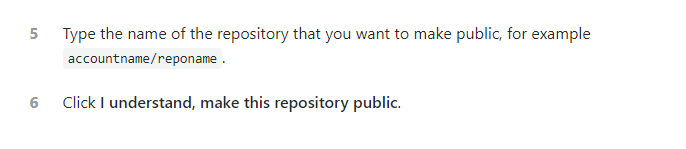 5 Type the name of the repository that you want to make public, for example
accountname/reponame .
6 Click I understand, make this repository public.